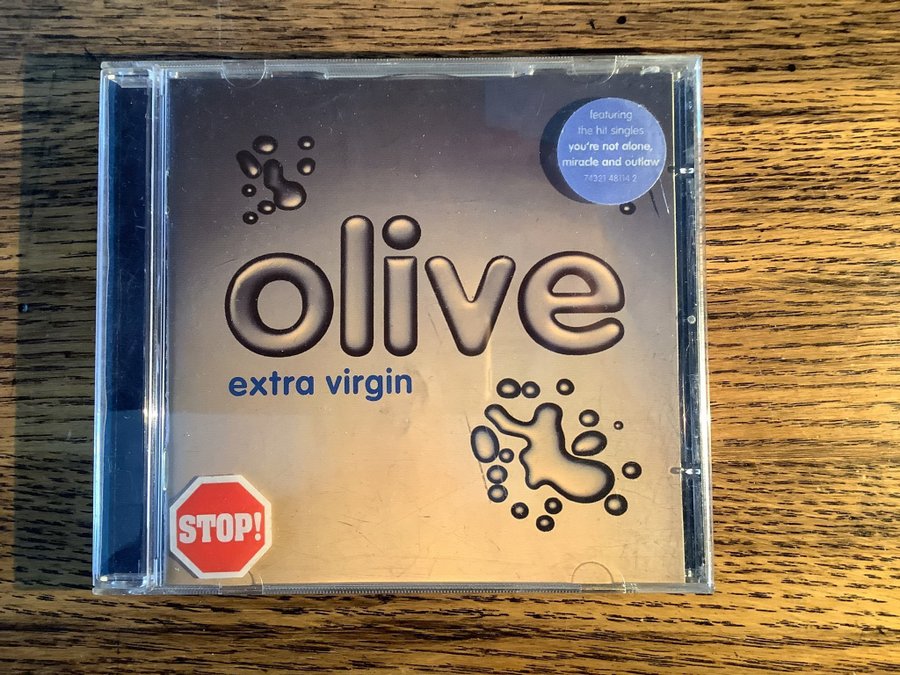 featuring
the hit singles
you're not alone,
miracle and outlaw
74321 48114 2
olive
extra virgin
STOP!